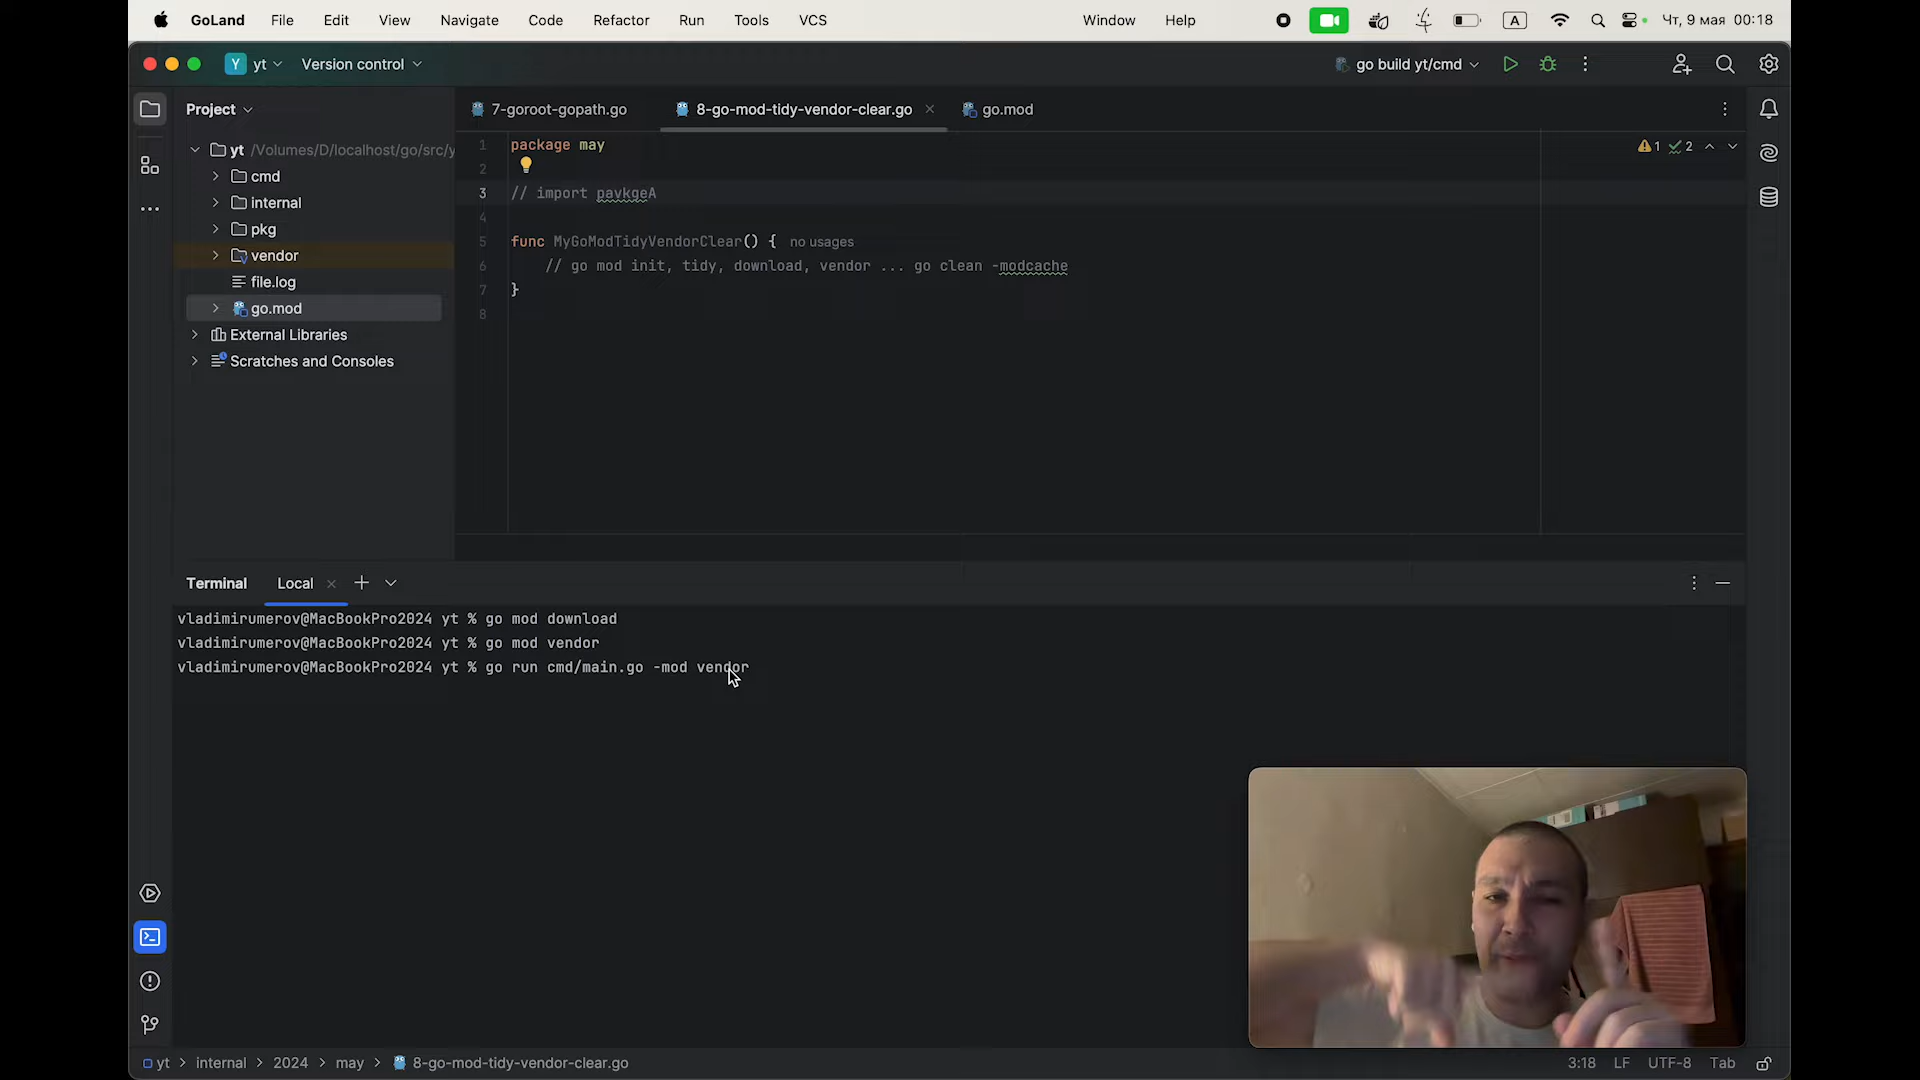 GoLand File Edit View Navigate Code Refactor Run Tools VCS Window Help A Чт, 9 мая 00:18
Y yt Version control go build yt/cmd
Project 7-goroot-gopath.go 8-go-mod-tidy-vendor-clear.go go.mod
yt /Volumes/D/localhost/go/src/y
cmd
internal
pkg
vendor
file.log
go.mod
External Libraries
Scratches and Consoles
1 package may
2
3 // import pavkgeA
4
5 func MyGoModTidyVendorClear() { no usages
6 // go mod init, tidy, download, vendor ... go clean -modcache
7 }
8
1 2
Terminal Local
vladimirumerov@MacBookPro2024 yt % go mod download
vladimirumerov@MacBookPro2024 yt % go mod vendor
vladimirumerov@MacBookPro2024 yt % go run cmd/main.go -mod vendor
yt > internal > 2024 > may > 8-go-mod-tidy-vendor-clear.go 3:18 LF UTF-8 Tab